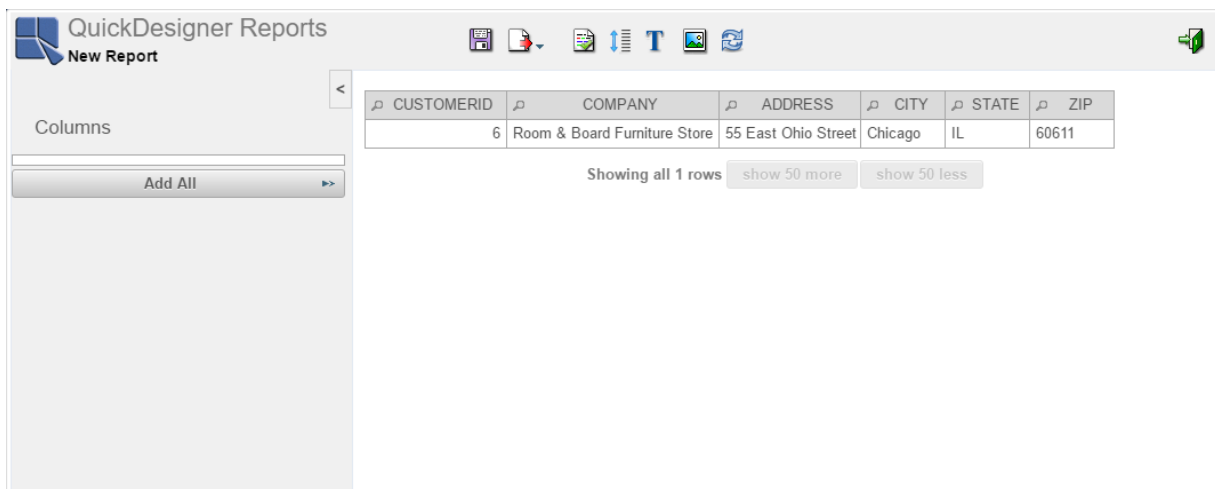 QuickDesigner Reports
New Report
T
<
Columns
Add All
CUSTOMERID COMPANY ADDRESS CITY STATE ZIP
6 Room & Board Furniture Store 55 East Ohio Street Chicago IL 60611
Showing all 1 rows show 50 more show 50 less